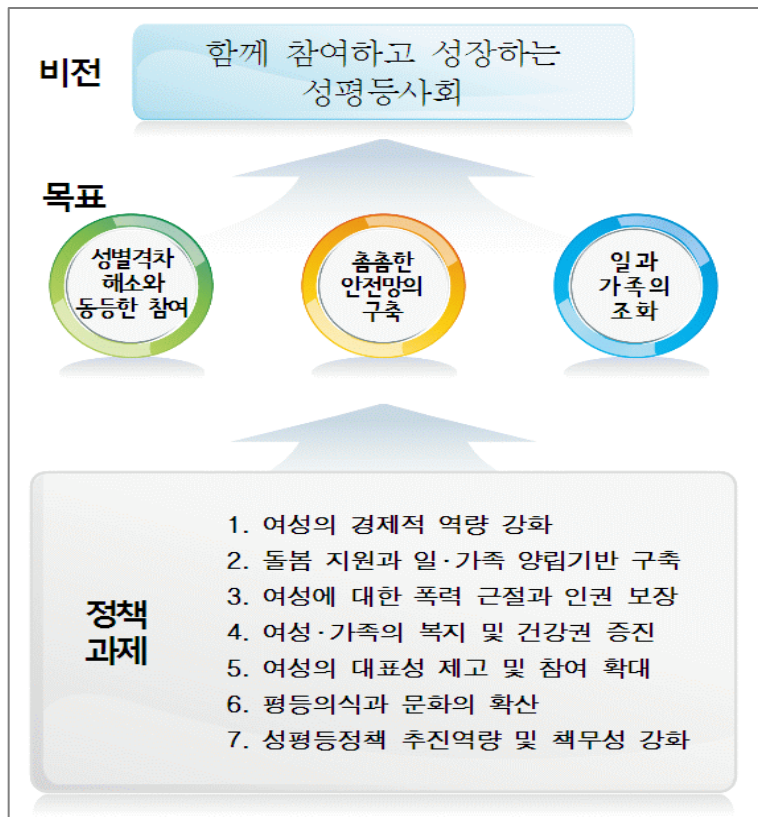 비전
함께 참여하고 성장하는
성평등사회
목표
성별격차
해소와
동등한 참여
촘촘한
안전망의
구축
일과
가족의
조화
정책
과제
1. 여성의 경제적 역량 강화
2. 돌봄 지원과 일·가족 양립기반 구축
3. 여성에 대한 폭력 근절과 인권 보장
4. 여성·가족의 복지 및 건강권 증진
5. 여성의 대표성 제고 및 참여 확대
6. 평등의식과 문화의 확산
7. 성평등정책 추진역량 및 책무성 강화